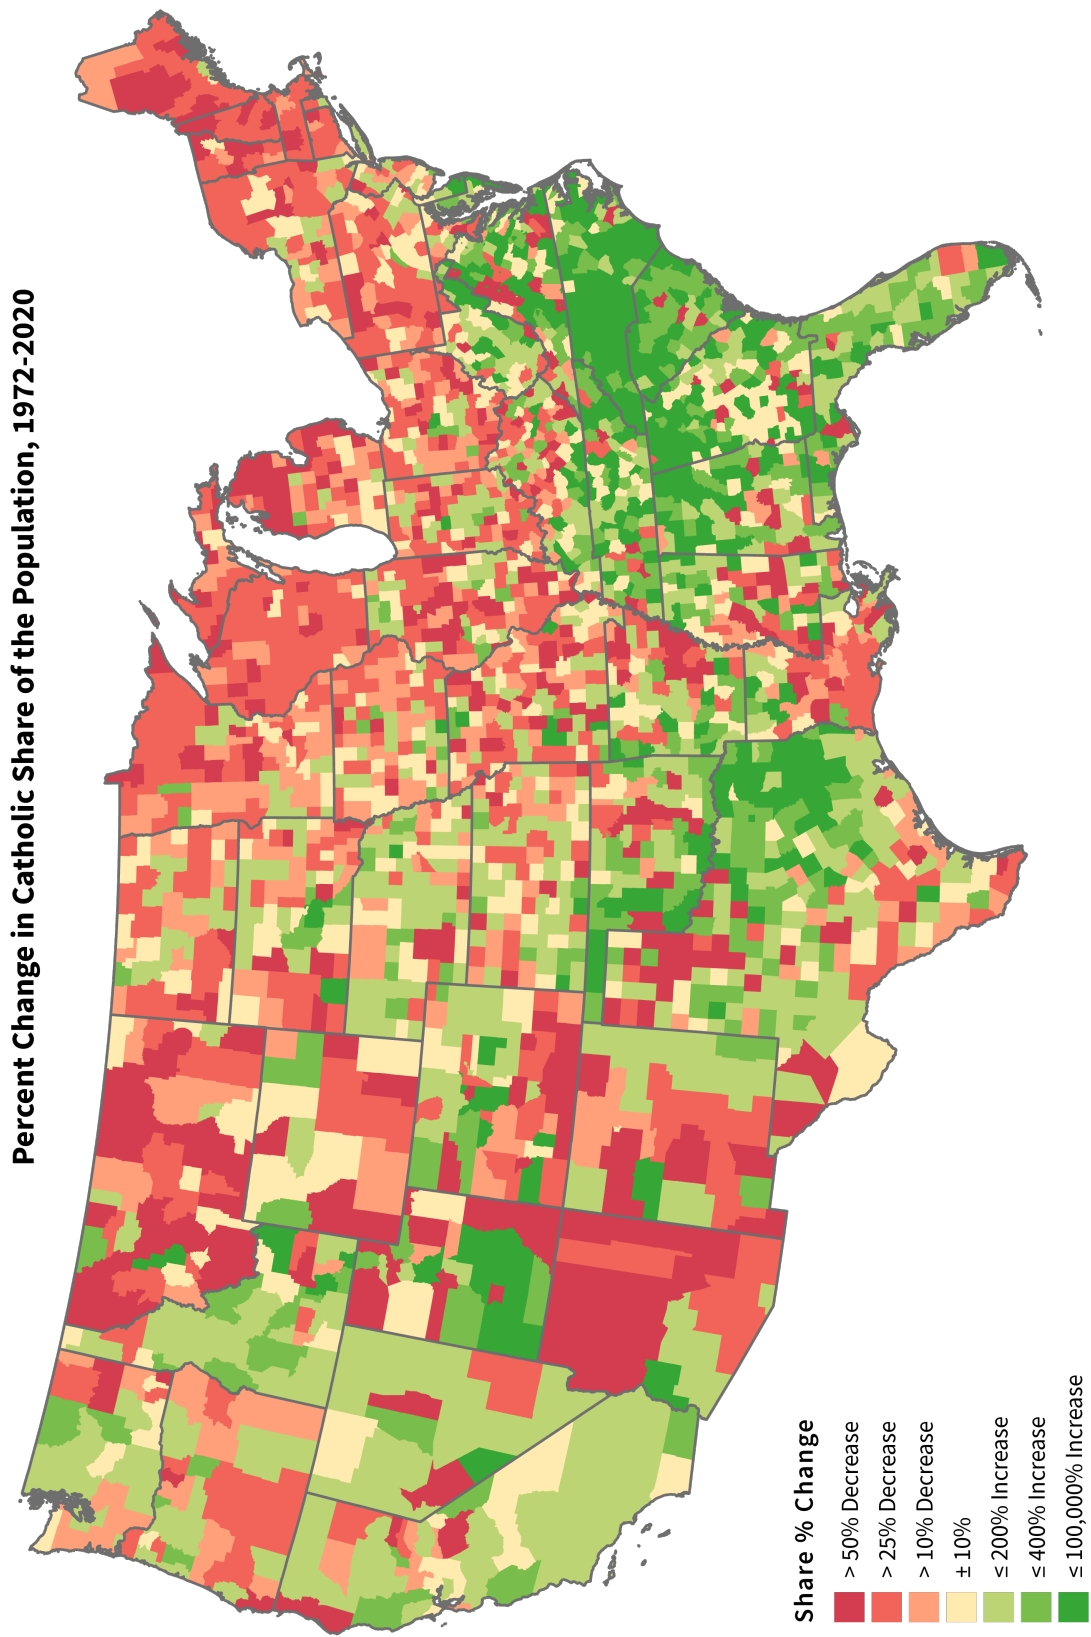 Percent Change in Catholic Share of the Population, 1972-2020
Share % Change
> 50% Decrease
> 25% Decrease
> 10% Decrease
± 10%
≤ 200% Increase
≤ 400% Increase
≤ 100,000% Increase